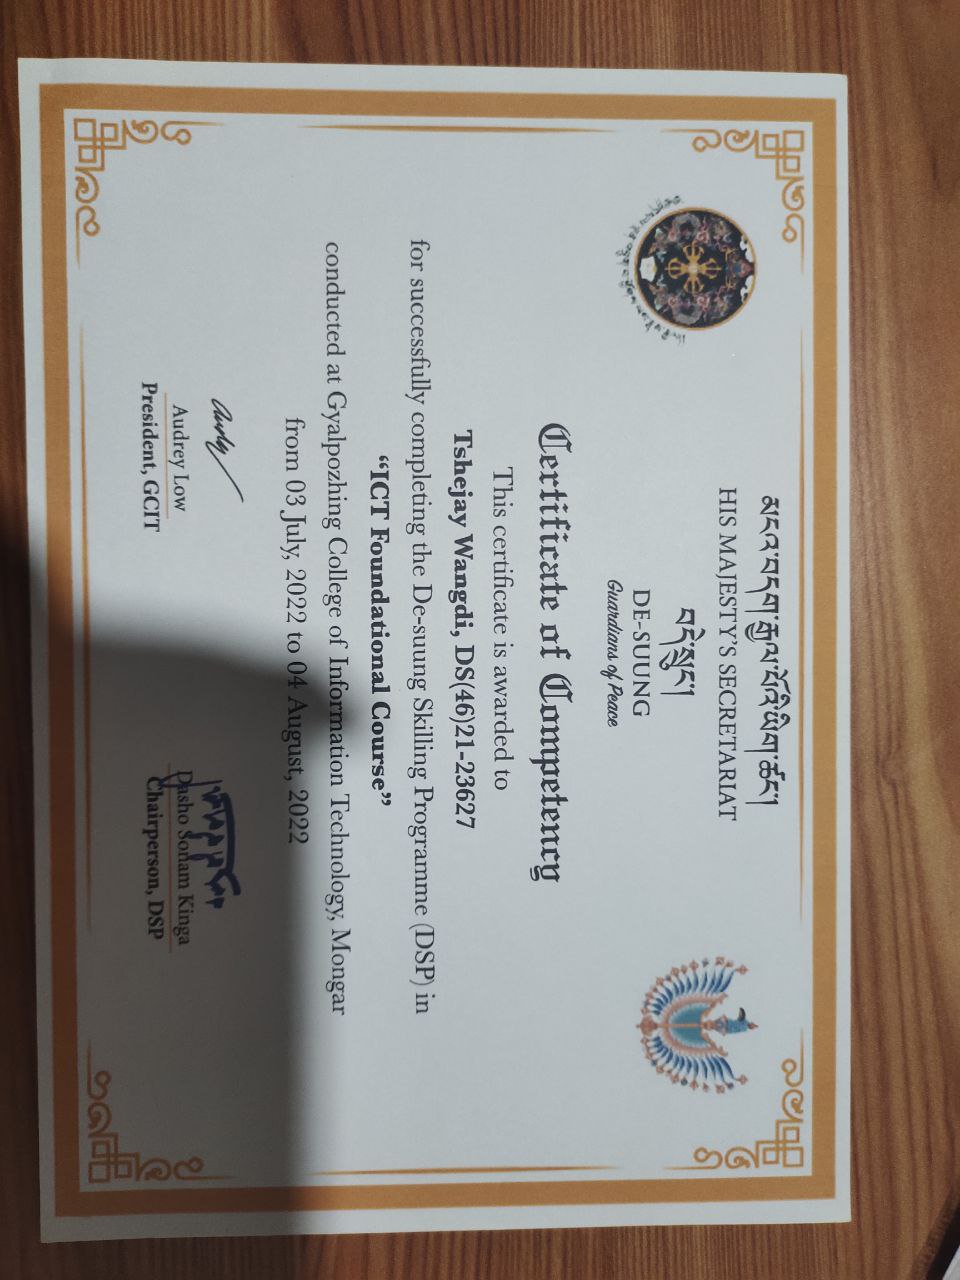 མངའ་བདག་རྒྱལ་པོའི་ཡིག་ཚང།
HIS MAJESTY'S SECRETARIAT
བདེ་སྲུང།
DE-SUUNG
Guardians of Peace
Certificate of Competency
This certificate is awarded to
Tshejay Wangdi, DS(46)21-23627
for successfully completing the De-suung Skilling Programme (DSP) in
“ICT Foundational Course”
conducted at Gyalpozhing College of Information Technology, Mongar
from 03 July, 2022 to 04 August, 2022
Audrey Low
President, GCIT
Dasho Sonam Kinga
Chairperson, DSP